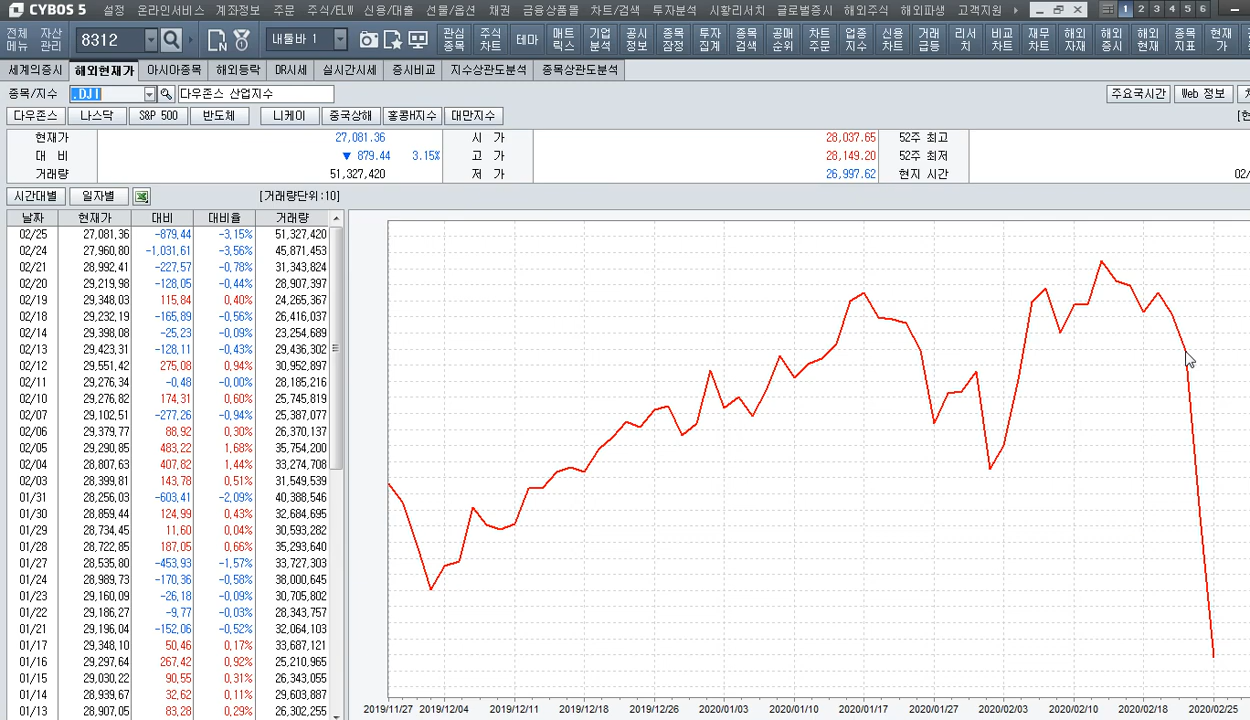 CYBOS 5 설정 온라인서비스 계좌정보 주문 주식/ELW 신용/대출 선물/옵션 채권 금융상품몰 차트/검색 투자분석 시황리서치 글로벌증시 해외주식 해외파생 고객지원 1 2 3 4 5 6
전체메뉴 자산관리 8312 내툴바 1 관심종목 주식차트 테마 매트릭스 기업분석 공시정보 종목잠정 투자집계 종목검색 공매순위 차트주문 업종지수 신용차트 거래급등 리서치 비교차트 재무차트 해외자재 해외증시 해외현재 종목지표 현재가
세계의증시 해외현재가 아시아종목 해외등락 DR시세 실시간시세 증시비교 지수상관도분석 종목상관도분석
종목/지수 .DJI 다우존스 산업지수 주요국시간 Web 정보
다우존스 나스닥 S&P 500 반도체 니케이 중국상해 홍콩H지수 대만지수 [현
현재가 27,081.36 시 가 28,037.65 52주 최고
대 비 ▼ 879.44 3.15% 고 가 28,149.20 52주 최저
거래량 51,327,420 저 가 26,997.62 현지 시간 02/
시간대별 일자별 [거래량단위:10]
날짜 현재가 대비 대비율 거래량
02/25 27,081.36 -879.44 -3.15% 51,327,420
02/24 27,960.80 -1,031.61 -3.56% 45,871,453
02/21 28,992.41 -227.57 -0.78% 31,343,824
02/20 29,219.98 -128.05 -0.44% 28,907,397
02/19 29,348.03 115.84 0.40% 24,265,367
02/18 29,232.19 -165.89 -0.56% 26,416,037
02/14 29,398.08 -25.23 -0.09% 23,254,689
02/13 29,423.31 -128.11 -0.43% 29,436,302
02/12 29,551.42 275.08 0.94% 30,952,897
02/11 29,276.34 -0.48 -0.00% 28,185,216
02/10 29,276.82 174.31 0.60% 25,745,819
02/07 29,102.51 -277.26 -0.94% 25,387,077
02/06 29,379.77 88.92 0.30% 26,370,137
02/05 29,290.85 483.22 1.68% 35,754,200
02/04 28,807.63 407.82 1.44% 33,274,708
02/03 28,399.81 143.78 0.51% 31,549,539
01/31 28,256.03 -603.41 -2.09% 40,388,546
01/30 28,859.44 124.99 0.43% 32,684,695
01/29 28,734.45 11.60 0.04% 30,593,282
01/28 28,722.85 187.05 0.66% 35,293,640
01/27 28,535.80 -453.93 -1.57% 33,727,303
01/24 28,989.73 -170.36 -0.58% 38,000,645
01/23 29,160.09 -26.18 -0.09% 30,705,802
01/22 29,186.27 -9.77 -0.03% 28,343,757
01/21 29,196.04 -152.06 -0.52% 32,064,103
01/17 29,348.10 50.46 0.17% 33,687,121
01/16 29,297.64 267.42 0.92% 25,210,965
01/15 29,030.22 90.55 0.31% 26,343,055
01/14 28,939.67 32.62 0.11% 29,603,887
01/13 28,907.05 83.28 0.29% 26,302,255
2019/11/27 2019/12/04 2019/12/11 2019/12/18 2019/12/26 2020/01/03 2020/01/10 2020/01/17 2020/01/27 2020/02/03 2020/02/10 2020/02/18 2020/02/25